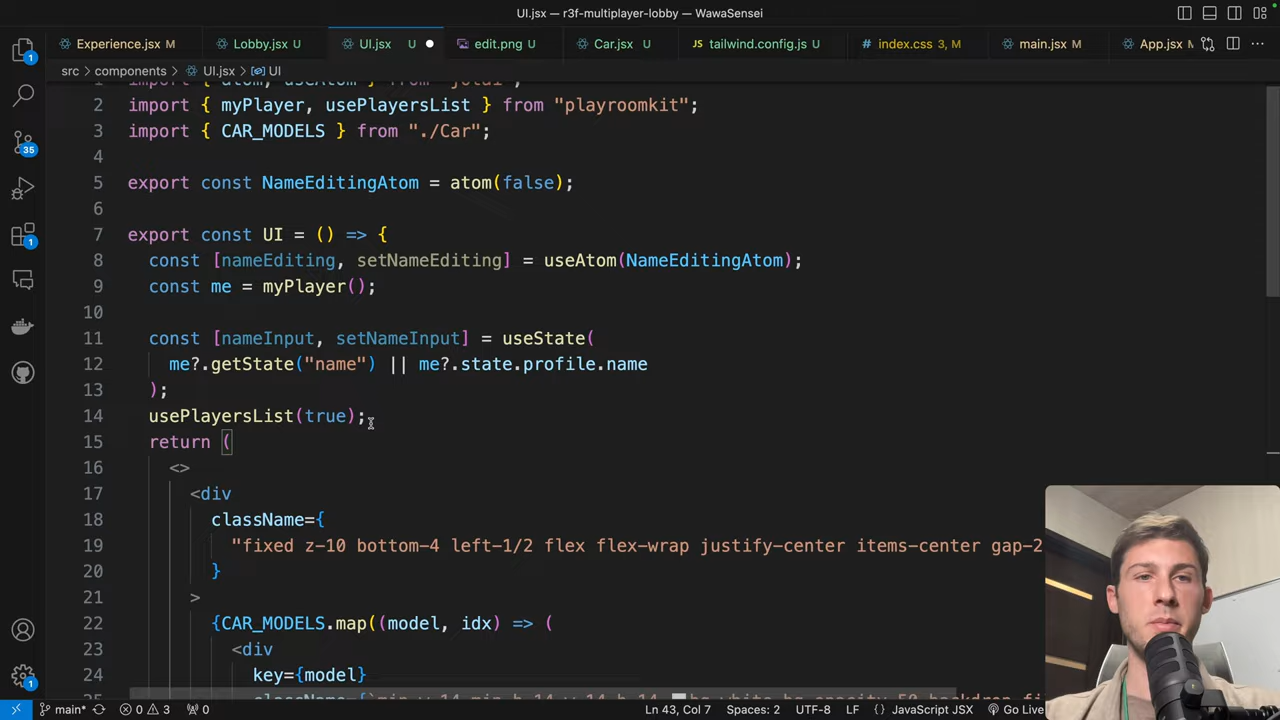 UI.jsx — r3f-multiplayer-lobby — WawaSensei
Experience.jsx M Lobby.jsx U UI.jsx U edit.png U Car.jsx U tailwind.config.js U index.css 3, M main.jsx M App.jsx M
src > components > UI.jsx > UI
2 import { myPlayer, usePlayersList } from "playroomkit";
3 import { CAR_MODELS } from "./Car";
4
5 export const NameEditingAtom = atom(false);
6
7 export const UI = () => {
8 const [nameEditing, setNameEditing] = useAtom(NameEditingAtom);
9 const me = myPlayer();
10
11 const [nameInput, setNameInput] = useState(
12 me?.getState("name") || me?.state.profile.name
13 );
14 usePlayersList(true);
15 return (
16 <>
17 <div
18 className={
19 "fixed z-10 bottom-4 left-1/2 flex flex-wrap justify-center items-center gap-2
20 }
21 >
22 {CAR_MODELS.map((model, idx) => (
23 <div
24 key={model}
1
35
1
1
main* 0 3 0 Ln 43, Col 7 Spaces: 2 UTF-8 LF {} JavaScript JSX Go Live